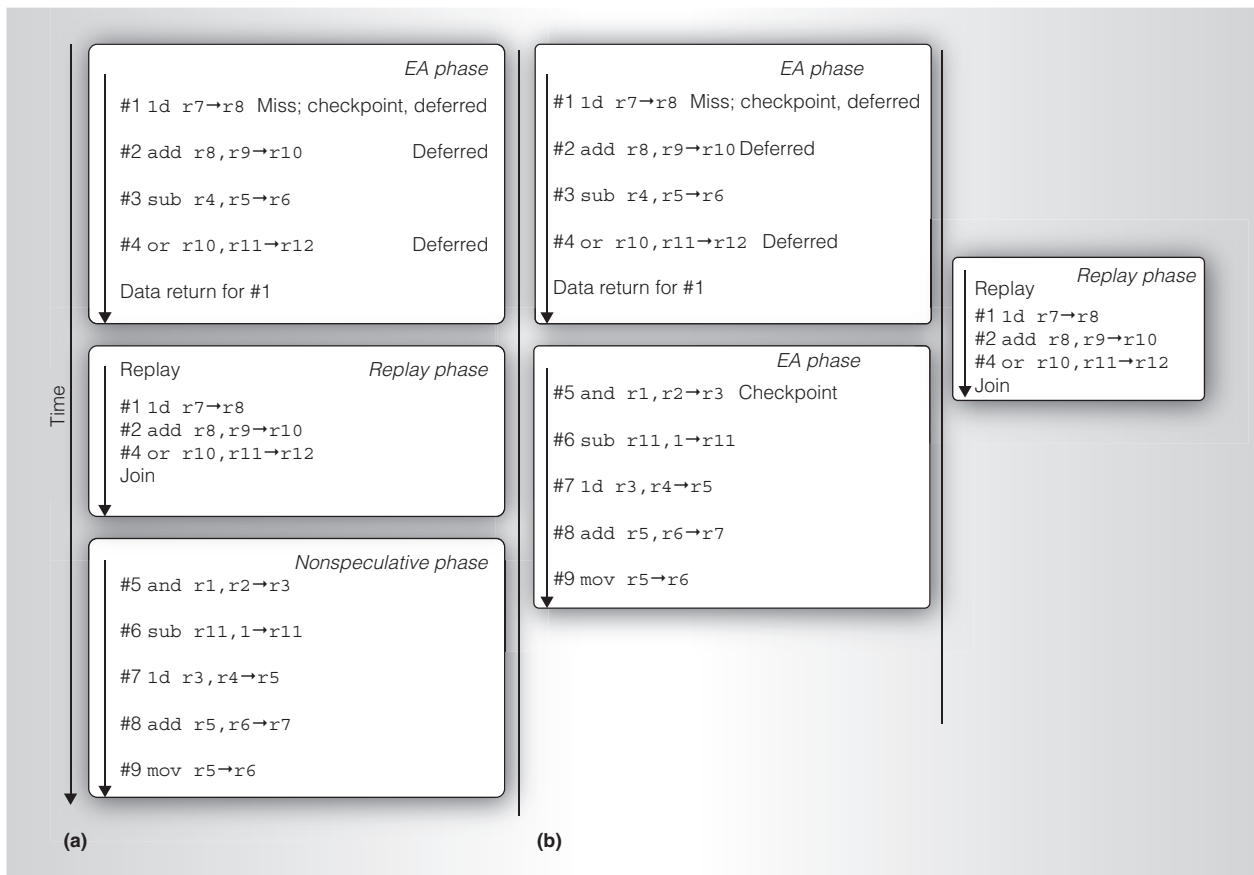 Time
EA phase
#1 ld r7→r8 Miss; checkpoint, deferred
#2 add r8,r9→r10 Deferred
#3 sub r4,r5→r6
#4 or r10,r11→r12 Deferred
Data return for #1
Replay phase
Replay
#1 ld r7→r8
#2 add r8,r9→r10
#4 or r10,r11→r12
Join
Nonspeculative phase
#5 and r1,r2→r3
#6 sub r11,1→r11
#7 ld r3,r4→r5
#8 add r5,r6→r7
#9 mov r5→r6
(a)
EA phase
#1 ld r7→r8 Miss; checkpoint, deferred
#2 add r8,r9→r10 Deferred
#3 sub r4,r5→r6
#4 or r10,r11→r12 Deferred
Data return for #1
EA phase
#5 and r1,r2→r3 Checkpoint
#6 sub r11,1→r11
#7 ld r3,r4→r5
#8 add r5,r6→r7
#9 mov r5→r6
Replay phase
Replay
#1 ld r7→r8
#2 add r8,r9→r10
#4 or r10,r11→r12
Join
(b)